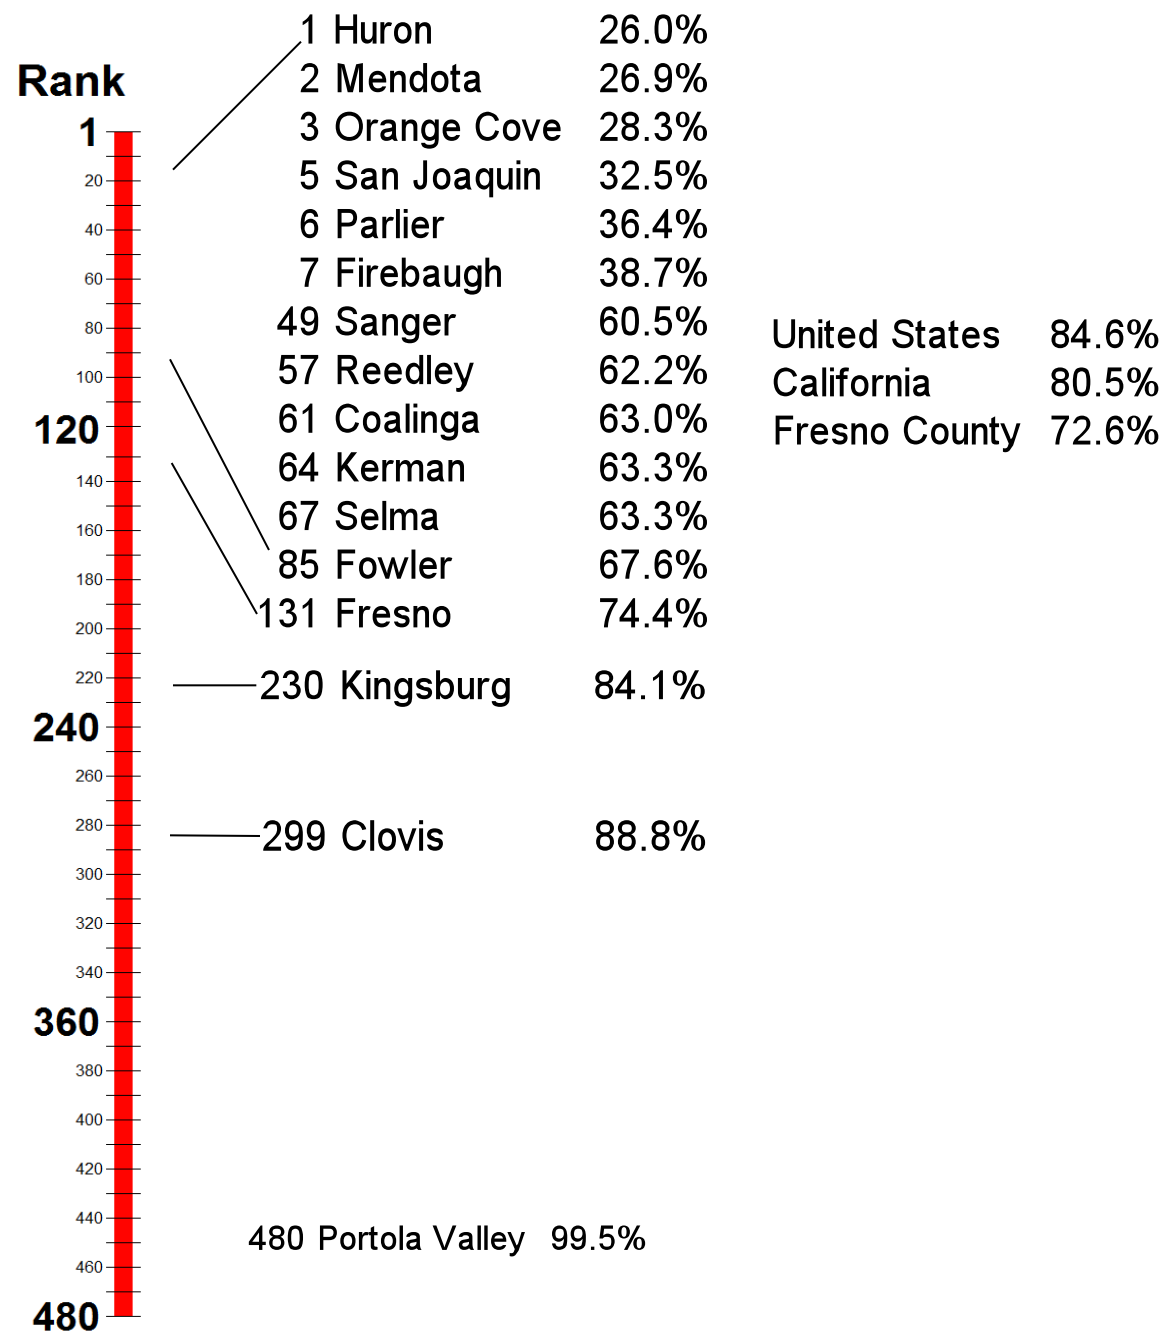 Rank
1
20
40
60
80
100
120
140
160
180
200
220
240
260
280
300
320
340
360
380
400
420
440
460
480
1 Huron 26.0%
2 Mendota 26.9%
3 Orange Cove 28.3%
5 San Joaquin 32.5%
6 Parlier 36.4%
7 Firebaugh 38.7%
49 Sanger 60.5%
57 Reedley 62.2%
61 Coalinga 63.0%
64 Kerman 63.3%
67 Selma 63.3%
85 Fowler 67.6%
131 Fresno 74.4%
230 Kingsburg 84.1%
299 Clovis 88.8%
480 Portola Valley 99.5%
United States 84.6%
California 80.5%
Fresno County 72.6%